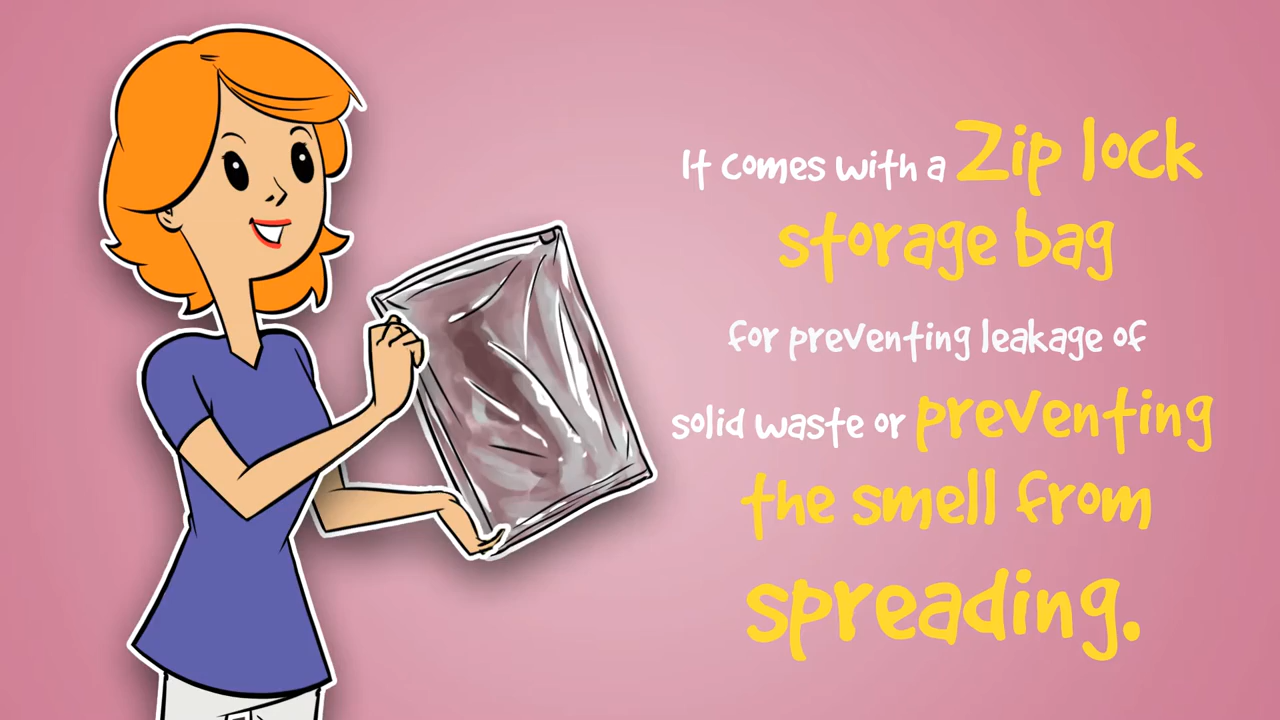 It comes with a Zip lock
storage bag
for preventing leakage of
solid waste or preventing
the smell from
spreading.